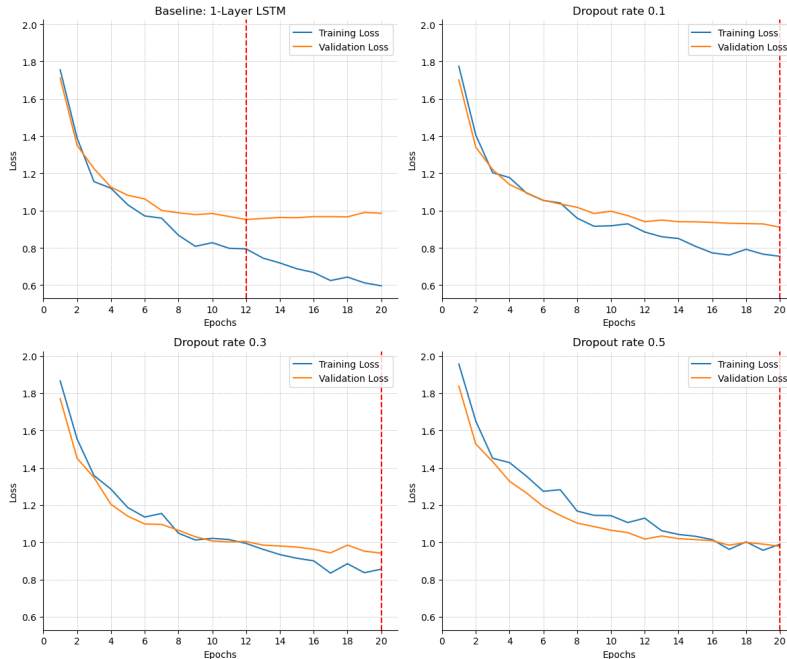 Baseline: 1-Layer LSTM
Training Loss
Validation Loss
2.0
1.8
1.6
1.4
1.2
1.0
0.8
0.6
Loss
0 2 4 6 8 10 12 14 16 18 20
Epochs
Dropout rate 0.1
Training Loss
Validation Loss
2.0
1.8
1.6
1.4
1.2
1.0
0.8
0.6
Loss
0 2 4 6 8 10 12 14 16 18 20
Epochs
Dropout rate 0.3
Training Loss
Validation Loss
2.0
1.8
1.6
1.4
1.2
1.0
0.8
0.6
Loss
0 2 4 6 8 10 12 14 16 18 20
Epochs
Dropout rate 0.5
Training Loss
Validation Loss
2.0
1.8
1.6
1.4
1.2
1.0
0.8
0.6
Loss
0 2 4 6 8 10 12 14 16 18 20
Epochs